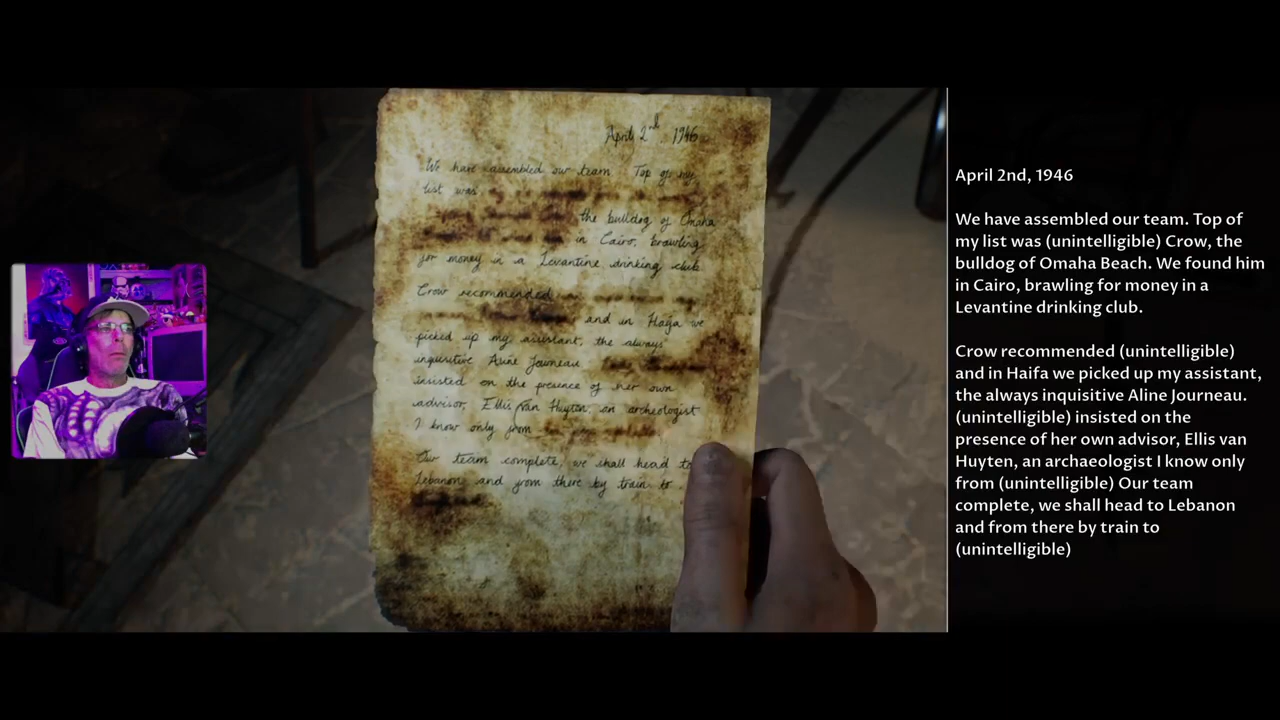 April 2nd, 1946
We have assembled our team. Top of my
list was
the bulldog of Omaha
in Cairo, brawling
for money in a Levantine drinking club
Crow recommended
and in Haifa we
picked up my assistant, the always
inquisitive Aline Journeau
insisted on the presence of her own
advisor, Ellis van Huyten, an archeologist
I know only from
Our team complete, we shall head to
Lebanon and from there by train to
April 2nd, 1946
We have assembled our team. Top of
my list was (unintelligible) Crow, the
bulldog of Omaha Beach. We found him
in Cairo, brawling for money in a
Levantine drinking club.
Crow recommended (unintelligible)
and in Haifa we picked up my assistant,
the always inquisitive Aline Journeau.
(unintelligible) insisted on the
presence of her own advisor, Ellis van
Huyten, an archaeologist I know only
from (unintelligible) Our team
complete, we shall head to Lebanon
and from there by train to
(unintelligible)